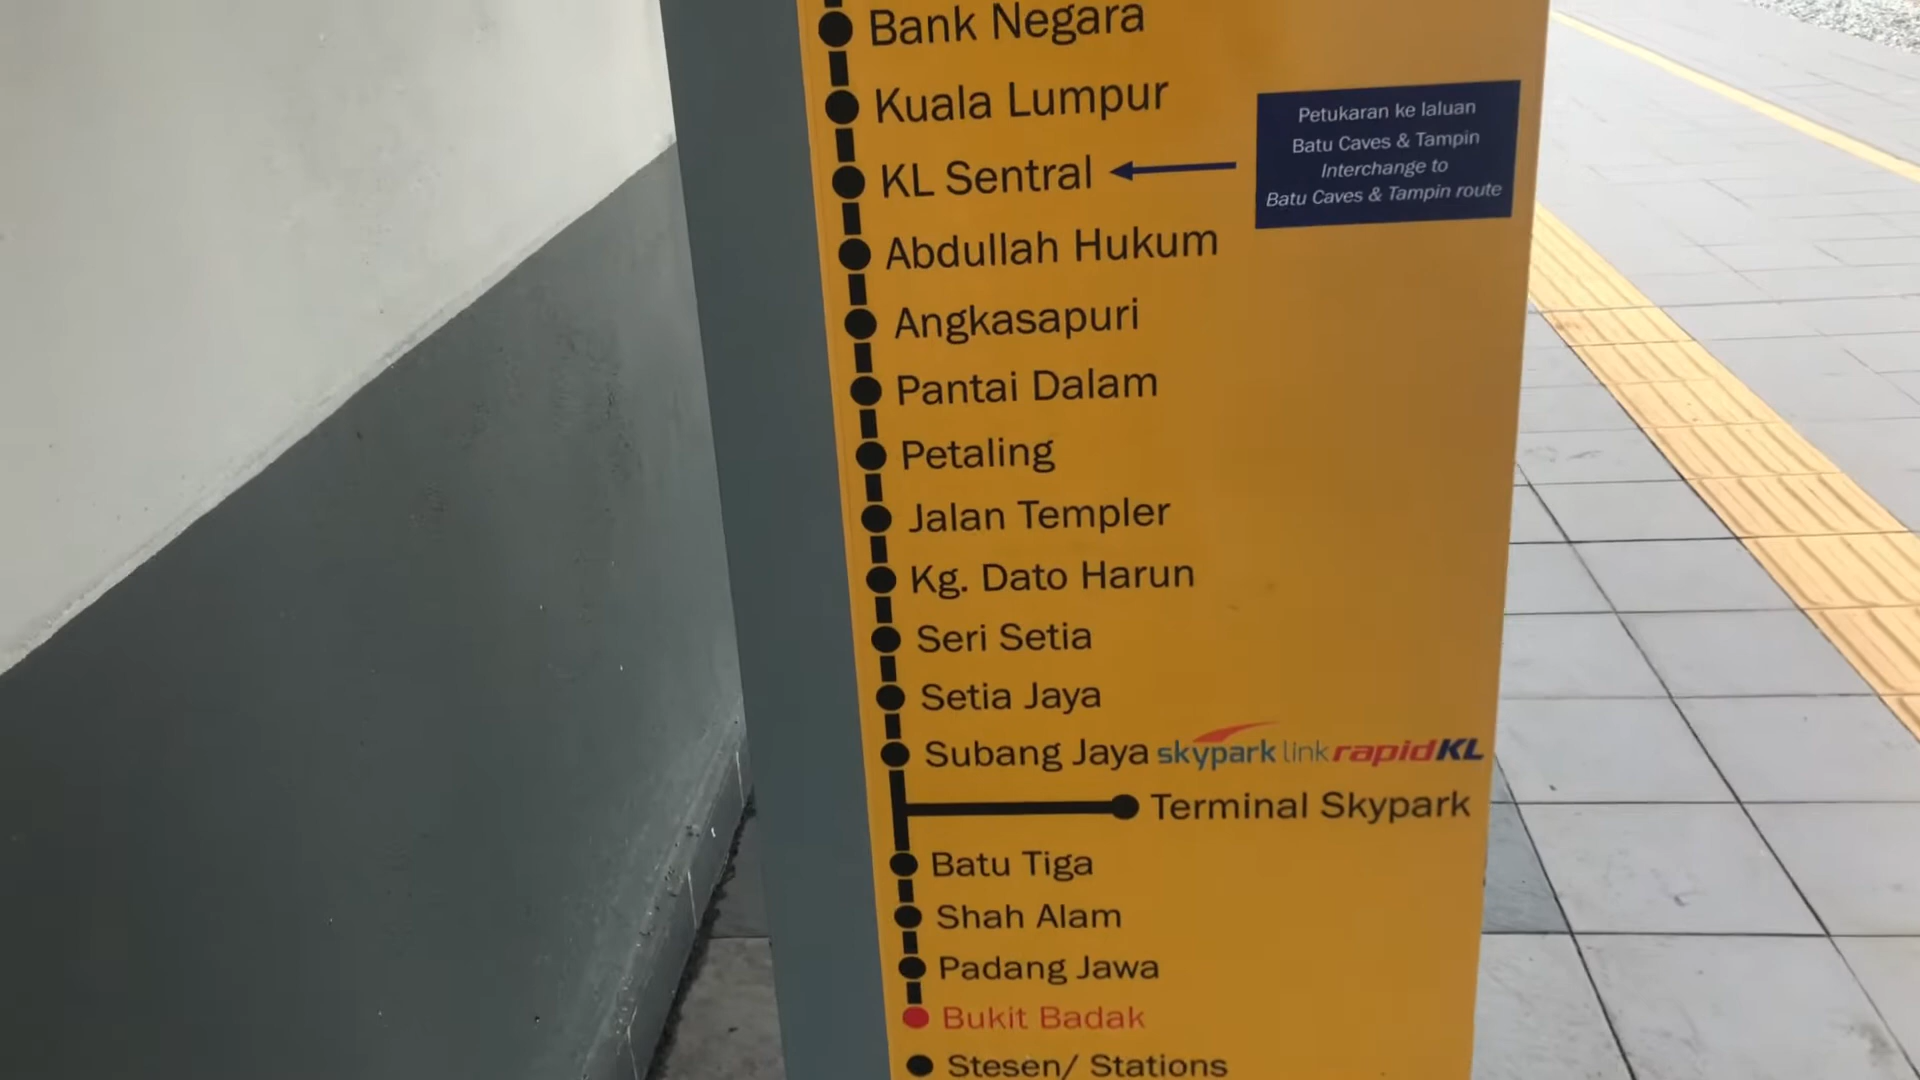 Bank Negara
Kuala Lumpur
KL Sentral
Petukaran ke laluan
Batu Caves & Tampin
Interchange to
Batu Caves & Tampin route
Abdullah Hukum
Angkasapuri
Pantai Dalam
Petaling
Jalan Templer
Kg. Dato Harun
Seri Setia
Setia Jaya
Subang Jaya skypark link rapidKL
Terminal Skypark
Batu Tiga
Shah Alam
Padang Jawa
Bukit Badak
Stesen/ Stations